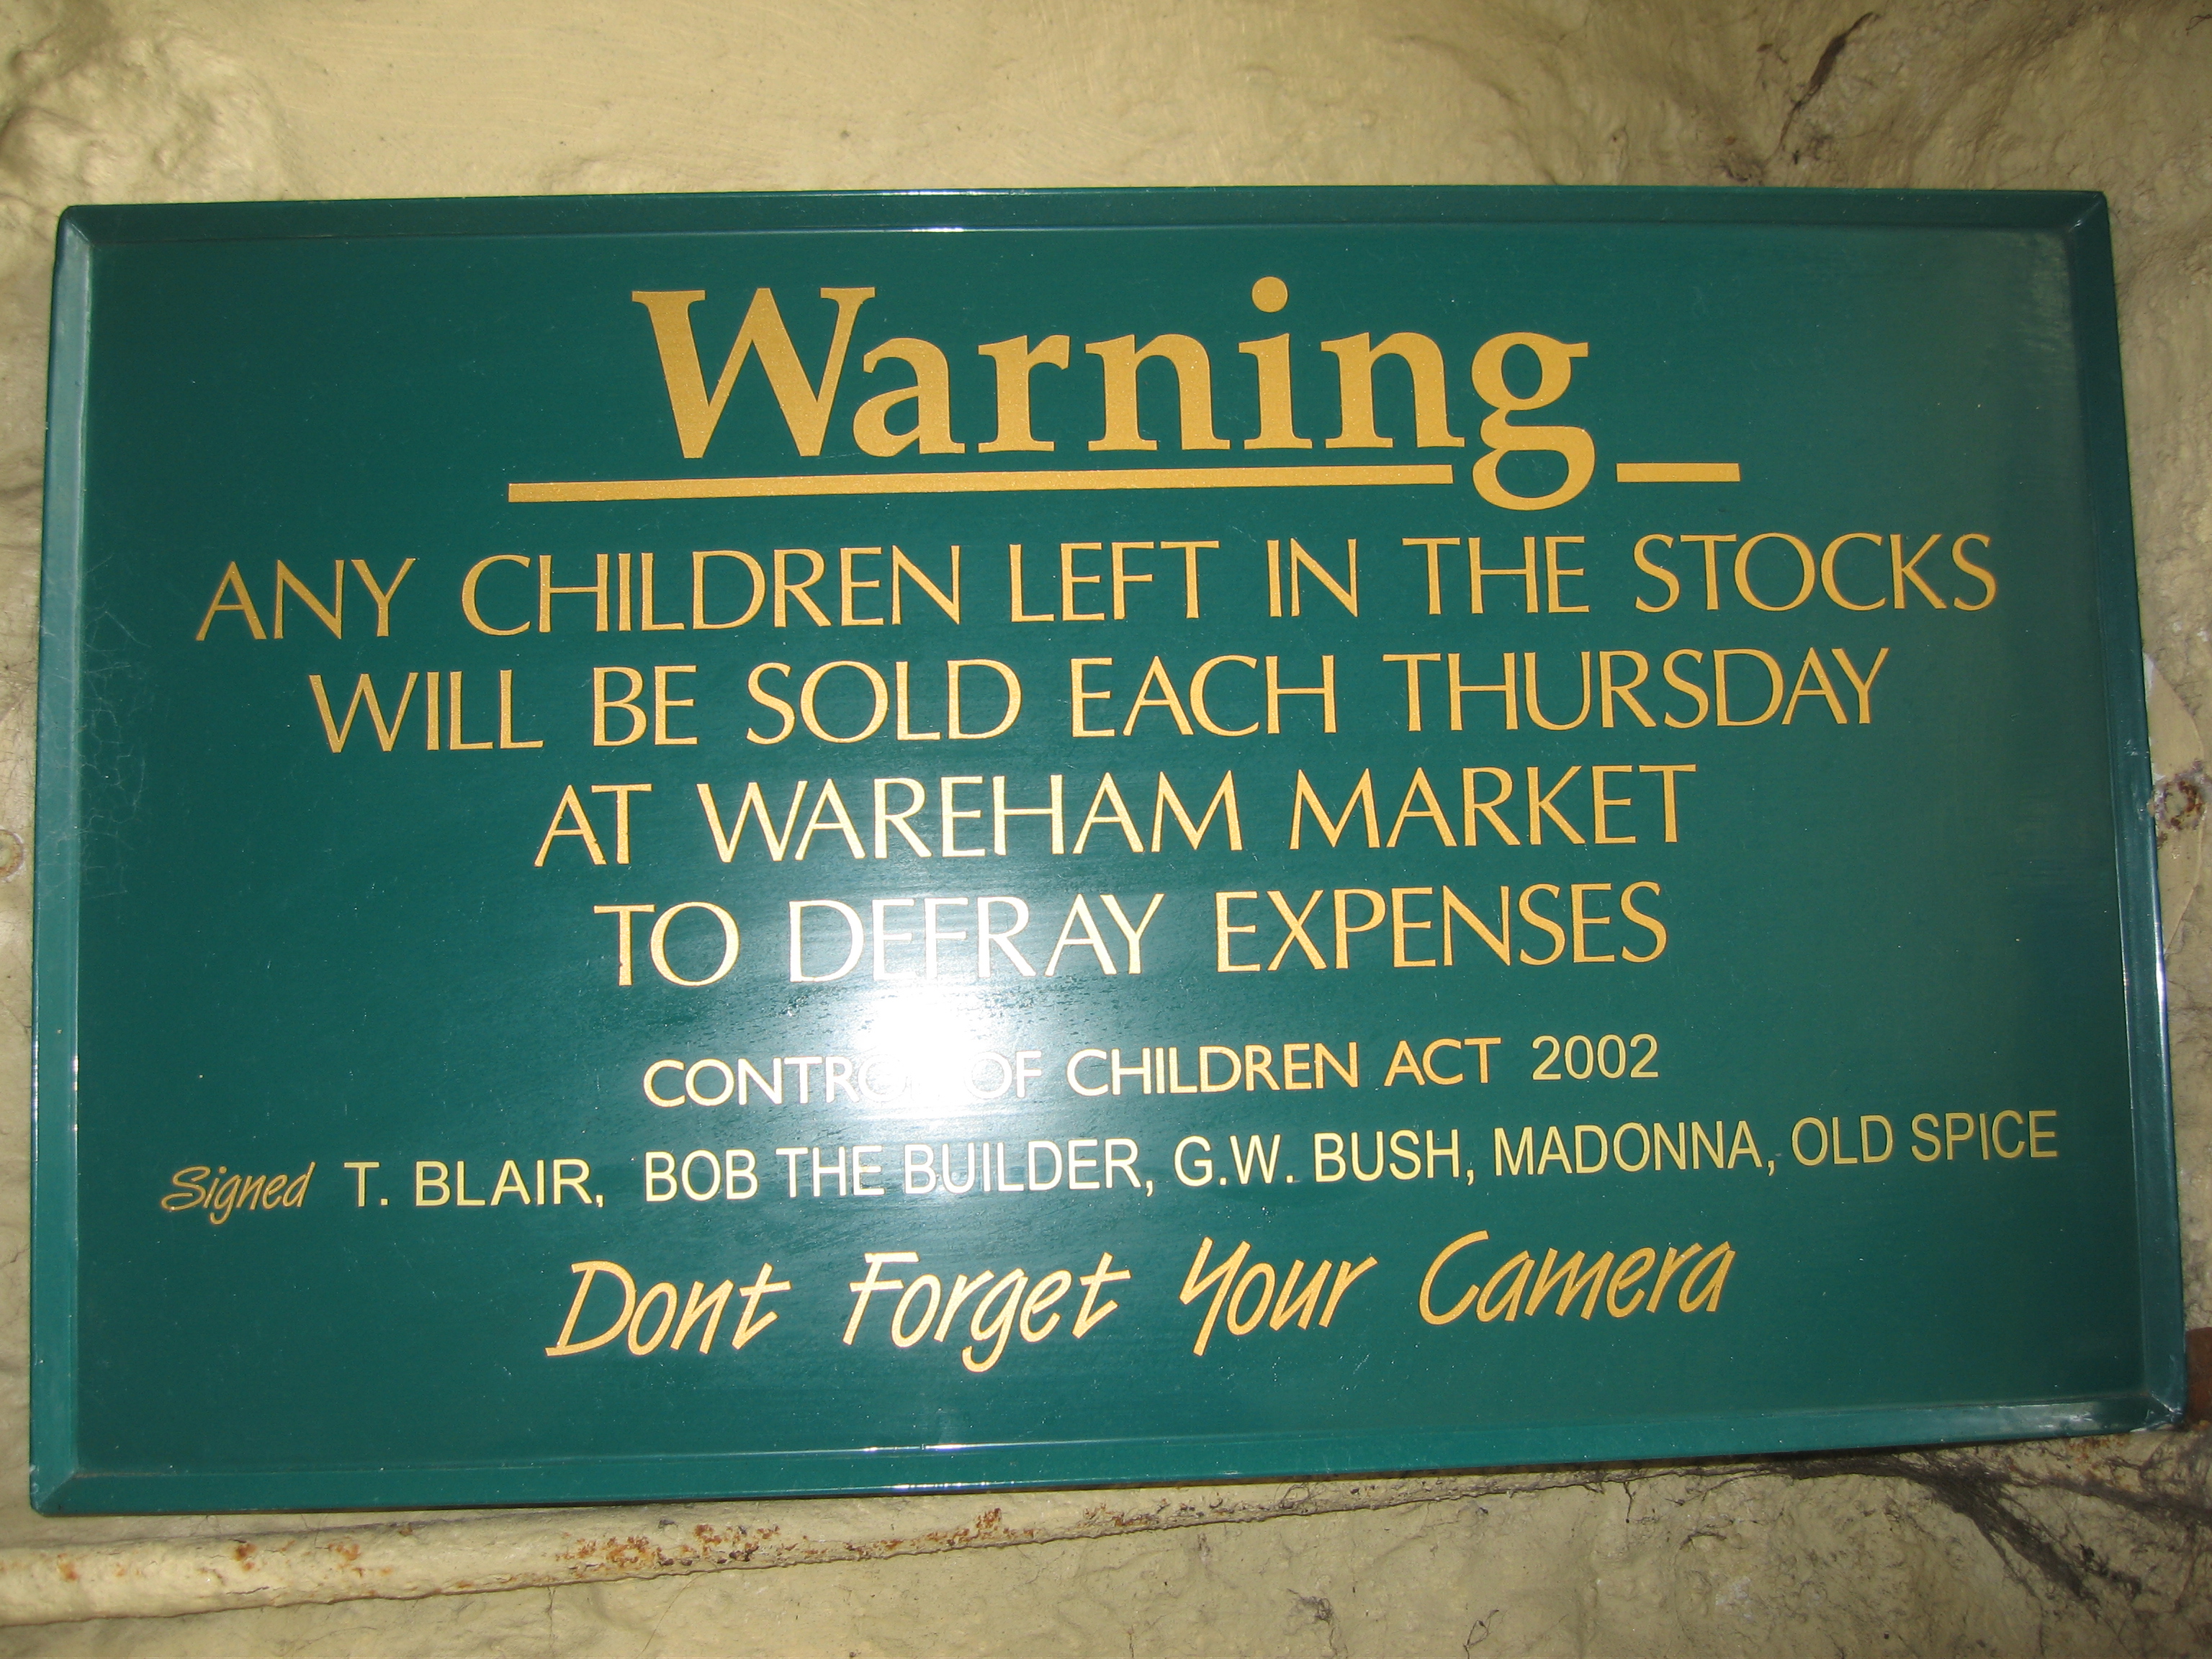 Warning
ANY CHILDREN LEFT IN THE STOCKS
WILL BE SOLD EACH THURSDAY
AT WAREHAM MARKET
TO DEFRAY EXPENSES
CONTROL OF CHILDREN ACT 2002
Signed T. BLAIR, BOB THE BUILDER, G.W. BUSH, MADONNA, OLD SPICE
Dont Forget Your Camera